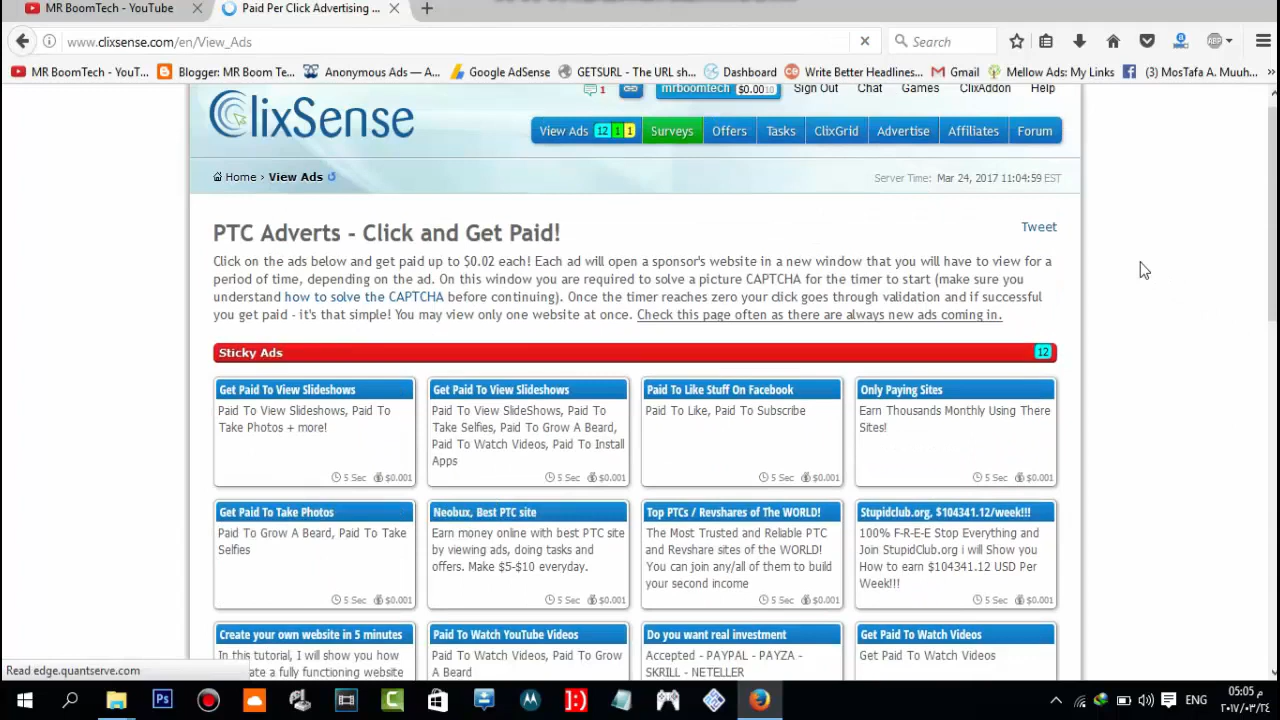 MR BoomTech - YouTube
Paid Per Click Advertising ...
www.clixsense.com/en/View_Ads
Search
MR BoomTech - YouT...
Blogger: MR Boom Te...
Anonymous Ads — A...
Google AdSense
GETSURL - The URL sh...
Dashboard
Write Better Headlines...
Gmail
Mellow Ads: My Links
(3) MosTafa A. Muuh...
1
mrboomtech $0.0010
Sign Out Chat Games ClixAddon Help
ClixSense
View Ads 12 1 1 Surveys Offers Tasks ClixGrid Advertise Affiliates Forum
Home › View Ads
Server Time: Mar 24, 2017 11:04:59 EST
PTC Adverts - Click and Get Paid!
Tweet
Click on the ads below and get paid up to $0.02 each! Each ad will open a sponsor's website in a new window that you will have to view for a
period of time, depending on the ad. On this window you are required to solve a picture CAPTCHA for the timer to start (make sure you
understand how to solve the CAPTCHA before continuing). Once the timer reaches zero your click goes through validation and if successful
you get paid - it's that simple! You may view only one website at once. Check this page often as there are always new ads coming in.
Sticky Ads 12
Get Paid To View Slideshows
Paid To View Slideshows, Paid To
Take Photos + more!
5 Sec $0.001
Get Paid To View Slideshows
Paid To View SlideShows, Paid To
Take Selfies, Paid To Grow A Beard,
Paid To Watch Videos, Paid To Install
Apps
5 Sec $0.001
Paid To Like Stuff On Facebook
Paid To Like, Paid To Subscribe
5 Sec $0.001
Only Paying Sites
Earn Thousands Monthly Using There
Sites!
5 Sec $0.001
Get Paid To Take Photos
Paid To Grow A Beard, Paid To Take
Selfies
5 Sec $0.001
Neobux, Best PTC site
Earn money online with best PTC site
by viewing ads, doing tasks and
offers. Make $5-$10 everyday.
5 Sec $0.001
Top PTCs / Revshares of The WORLD!
The Most Trusted and Reliable PTC
and Revshare sites of the WORLD!
You can join any/all of them to build
your second income
5 Sec $0.001
Stupidclub.org, $104341.12/week!!!
100% F-R-E-E Stop Everything and
Join StupidClub.org i will Show you
How to earn $104341.12 USD Per
Week!!!
5 Sec $0.001
Create your own website in 5 minutes
In this tutorial, I will show you how
ate a fully functioning website
Paid To Watch YouTube Videos
Paid To Watch Videos, Paid To Grow
A Beard
Do you want real investment
Accepted - PAYPAL - PAYZA -
SKRILL - NETELLER
Get Paid To Watch Videos
Get Paid To Watch Videos
Read edge.quantserve.com
ENG
05:05 م
٢٠١٧/٠٣/٢٤